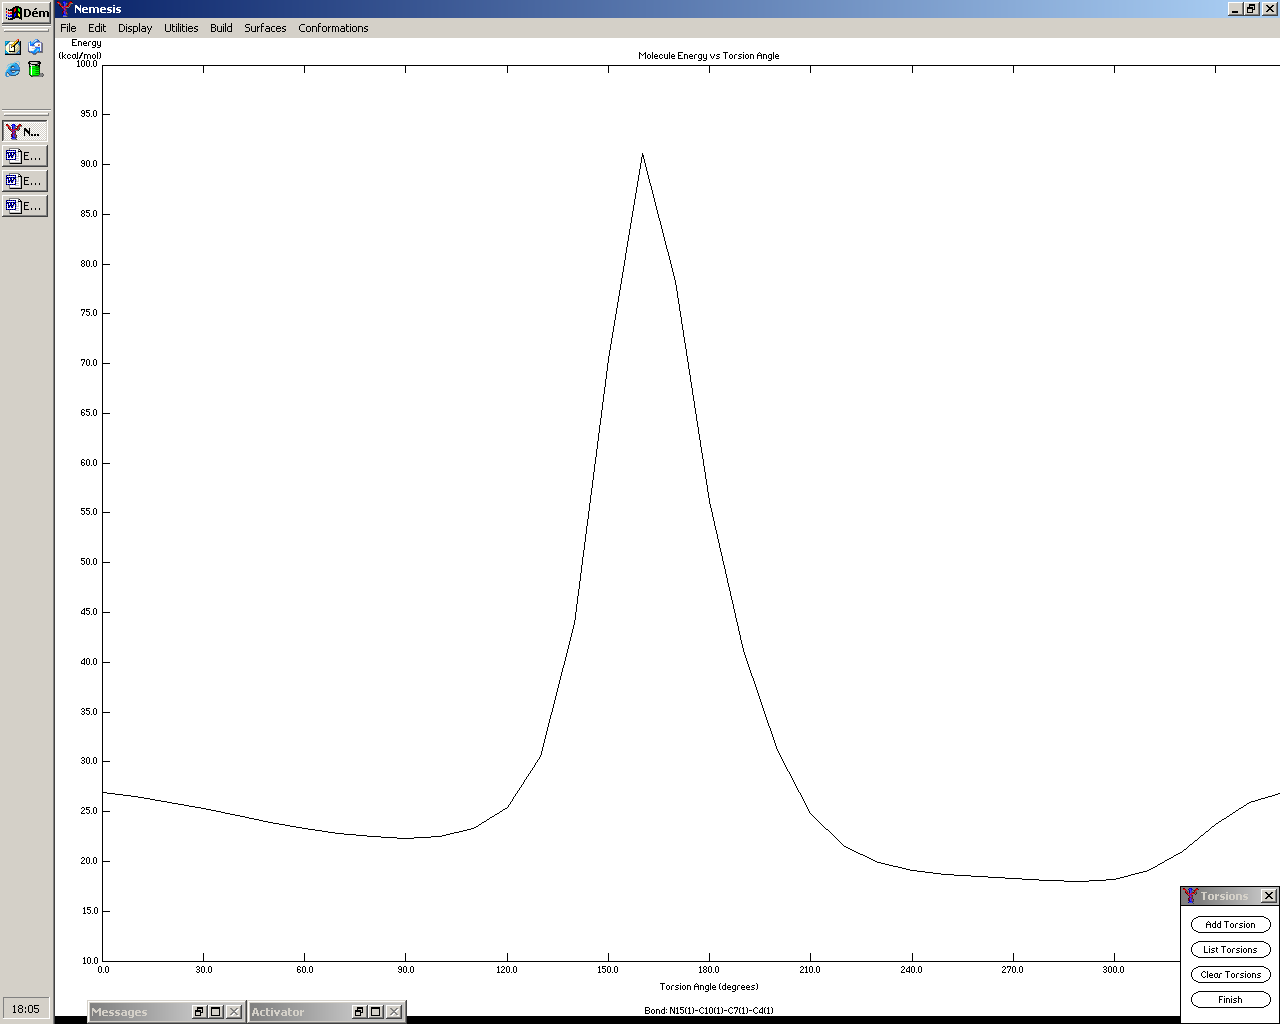 Dém
Nemesis
File Edit Display Utilities Build Surfaces Conformations
Energy
(kcal/mol)
Molecule Energy vs Torsion Angle
100.0
95.0
90.0
85.0
80.0
75.0
70.0
65.0
60.0
55.0
50.0
45.0
40.0
35.0
30.0
25.0
20.0
15.0
10.0
0.0 30.0 60.0 90.0 120.0 150.0 180.0 210.0 240.0 270.0 300.0
Torsion Angle (degrees)
Bond: N15(1)-C10(1)-C7(1)-C4(1)
N...
E...
E...
E...
Torsions
Add Torsion
List Torsions
Clear Torsions
Finish
18:05
Messages
Activator